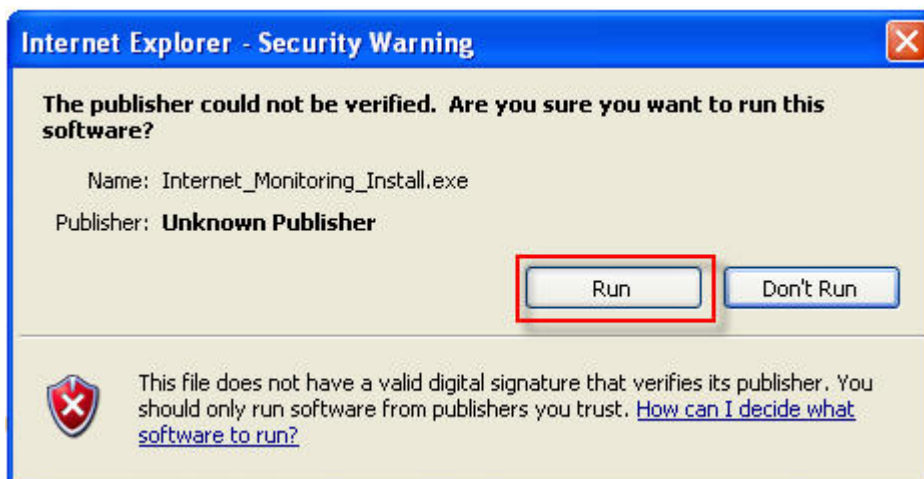 Internet Explorer - Security Warning
The publisher could not be verified.  Are you sure you want to run this
software?
Name: Internet_Monitoring_Install.exe
Publisher: Unknown Publisher
Run
Don't Run
This file does not have a valid digital signature that verifies its publisher. You
should only run software from publishers you trust. How can I decide what
software to run?